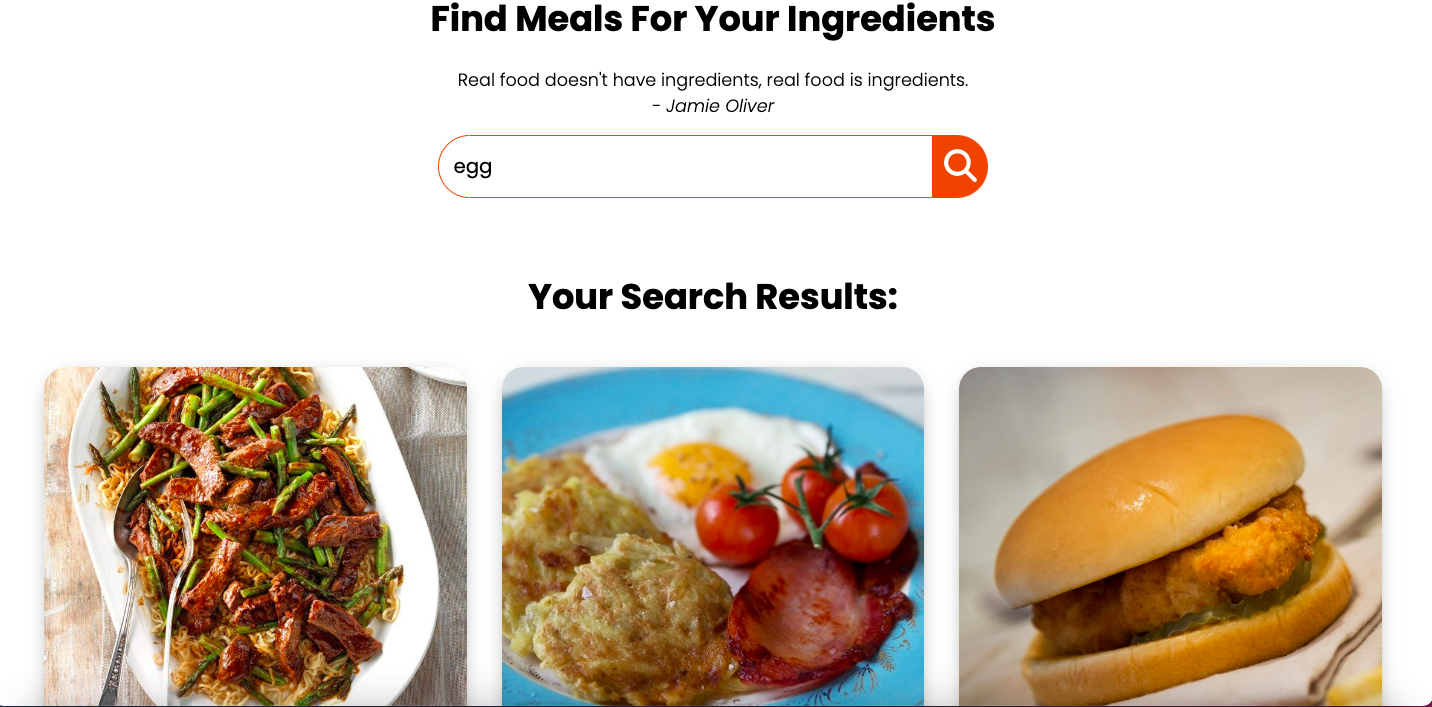 Find Meals For Your Ingredients
Real food doesn't have ingredients, real food is ingredients.
- Jamie Oliver
egg
Your Search Results: